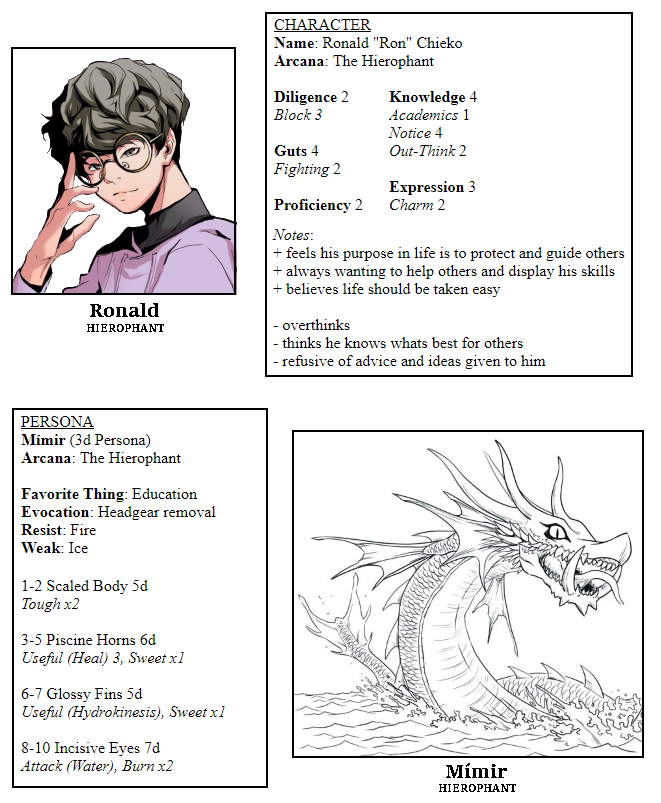 CHARACTER
Name: Ronald "Ron" Chieko
Arcana: The Hierophant
Diligence 2
Block 3
Guts 4
Fighting 2
Proficiency 2
Knowledge 4
Academics 1
Notice 4
Out-Think 2
Expression 3
Charm 2
Notes:
+ feels his purpose in life is to protect and guide others
+ always wanting to help others and display his skills
+ believes life should be taken easy
- overthinks
- thinks he knows whats best for others
- refusive of advice and ideas given to him
Ronald
HIEROPHANT
PERSONA
Mímir (3d Persona)
Arcana: The Hierophant
Favorite Thing: Education
Evocation: Headgear removal
Resist: Fire
Weak: Ice
1-2 Scaled Body 5d
Tough x2
3-5 Piscine Horns 6d
Useful (Heal) 3, Sweet x1
6-7 Glossy Fins 5d
Useful (Hydrokinesis), Sweet x1
8-10 Incisive Eyes 7d
Attack (Water), Burn x2
Mímir
HIEROPHANT